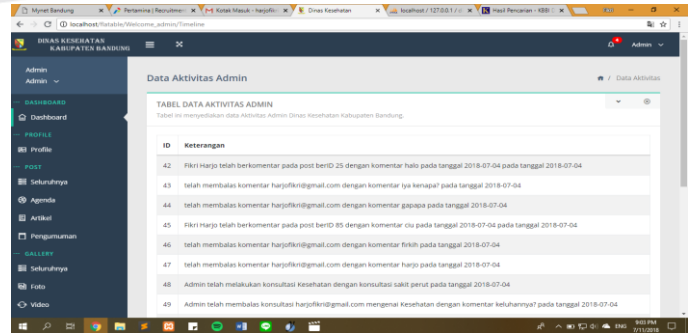 Mynet Bandung
Pertamina | Recruitment
Kotak Masuk - harjofikri
Dinas Kesehatan
localhost / 127.0.0.1 /
Hasil Pencarian - KBBI
localhost/flatable/Welcome_admin/Timeline
DINAS KESEHATAN
KABUPATEN BANDUNG
Admin
Admin
Admin
Data Aktivitas Admin
/ Data Aktivitas
DASHBOARD
Dashboard
PROFILE
Profile
POST
Seluruhnya
Agenda
Artikel
Pengumuman
GALLERY
Seluruhnya
Foto
Video
TABEL DATA AKTIVITAS ADMIN
Tabel ini menyediakan data Aktivitas Admin Dinas Kesehatan Kabupaten Bandung.
ID Keterangan
42 Fikri Harjo telah berkomentar pada post berID 25 dengan komentar halo pada tanggal 2018-07-04 pada tanggal 2018-07-04
43 telah membalas komentar harjofikri@gmail.com dengan komentar iya kenapa? pada tanggal 2018-07-04
44 telah membalas komentar harjofikri@gmail.com dengan komentar gapapa pada tanggal 2018-07-04
45 Fikri Harjo telah berkomentar pada post berID 85 dengan komentar ciu pada tanggal 2018-07-04 pada tanggal 2018-07-04
46 telah membalas komentar harjofikri@gmail.com dengan komentar firkih pada tanggal 2018-07-04
47 telah membalas komentar harjofikri@gmail.com dengan komentar harjo pada tanggal 2018-07-04
48 Admin telah melakukan konsultasi Kesehatan dengan konsultasi sakit perut pada tanggal 2018-07-04
49 Admin telah membalas konsultasi harjofikri@gmail.com mengenai Kesehatan dengan komentar keluhannya? pada tanggal 2018-07-04
ENG
9:01 PM
7/11/2018